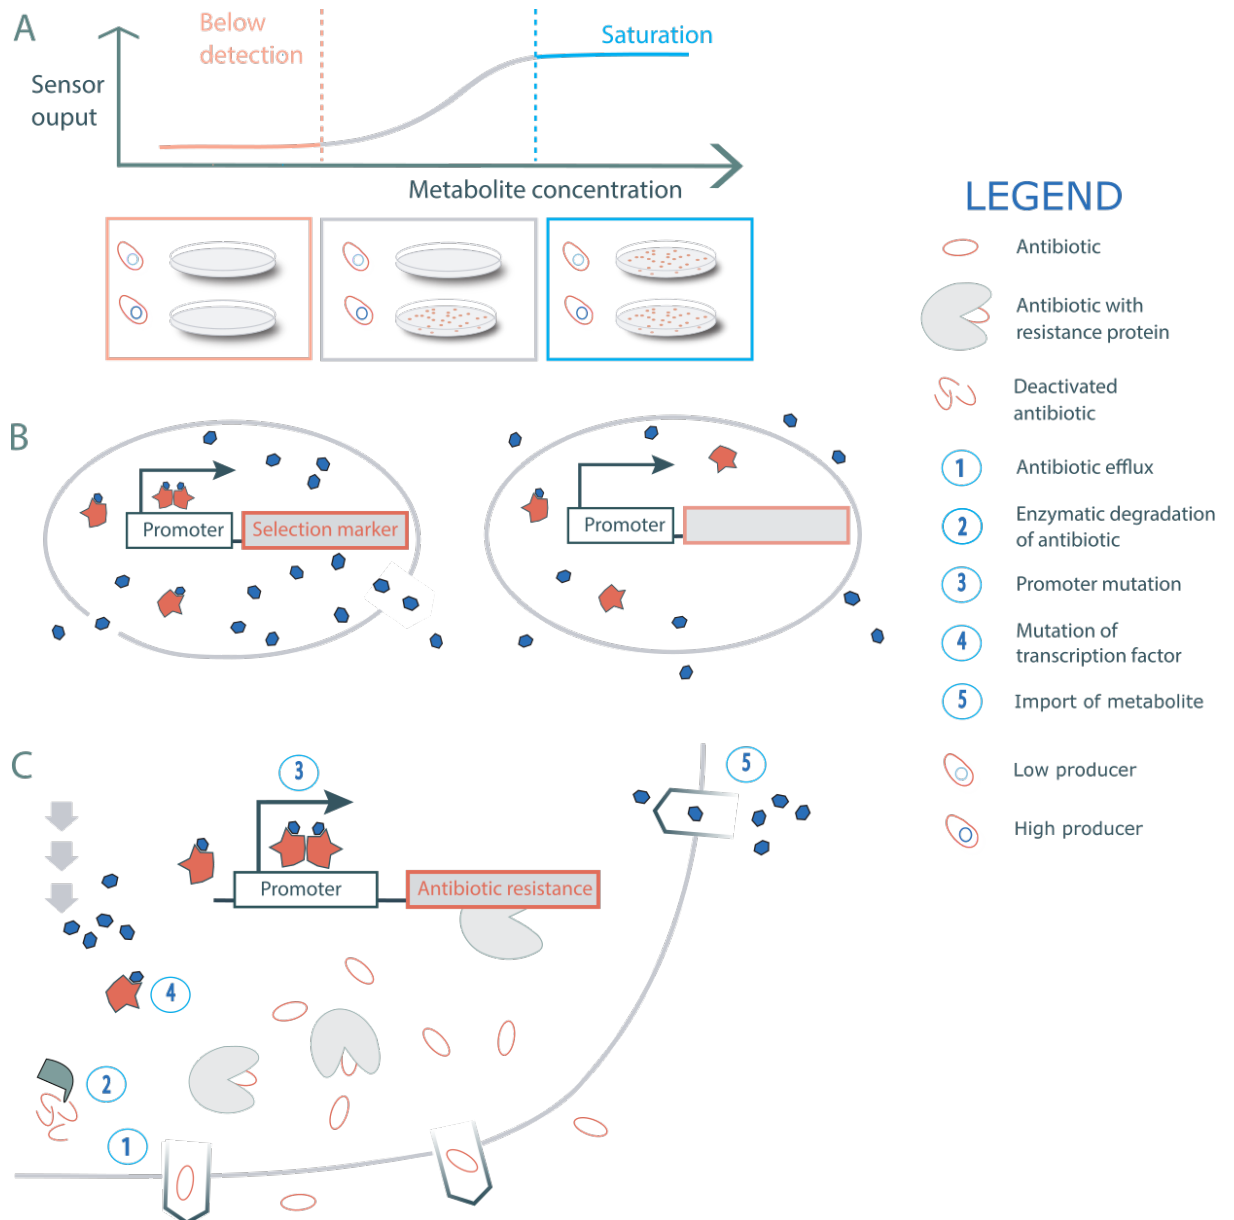 A
Below
detection
Saturation
Sensor
ouput
Metabolite concentration
LEGEND
Antibiotic
Antibiotic with
resistance protein
Deactivated
antibiotic
1 Antibiotic efflux
2 Enzymatic degradation
of antibiotic
3 Promoter mutation
4 Mutation of
transcription factor
5 Import of metabolite
Low producer
High producer
B
Promoter
Selection marker
Promoter
C
3
5
Promoter
Antibiotic resistance
4
2
1